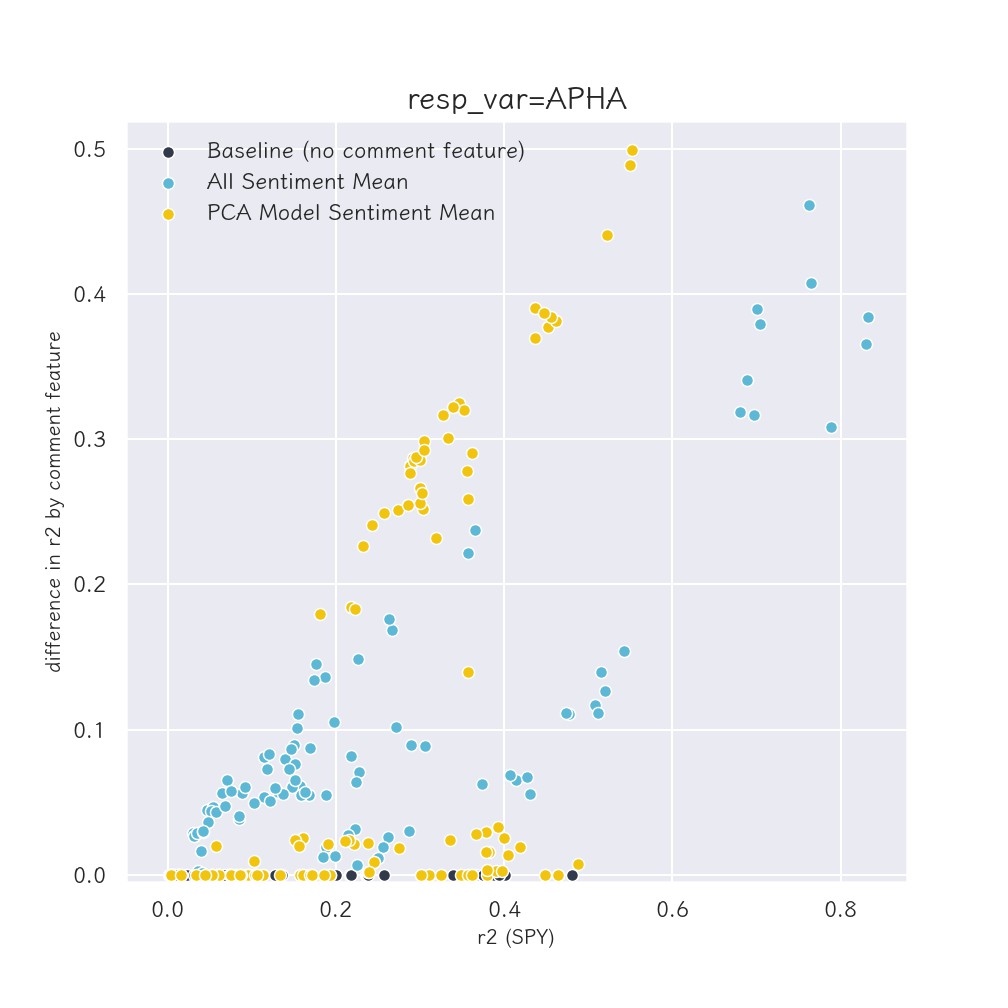 resp_var=APHA
Baseline (no comment feature)
All Sentiment Mean
PCA Model Sentiment Mean
difference in r2 by comment feature
0.5
0.4
0.3
0.2
0.1
0.0
0.0 0.2 0.4 0.6 0.8
r2 (SPY)